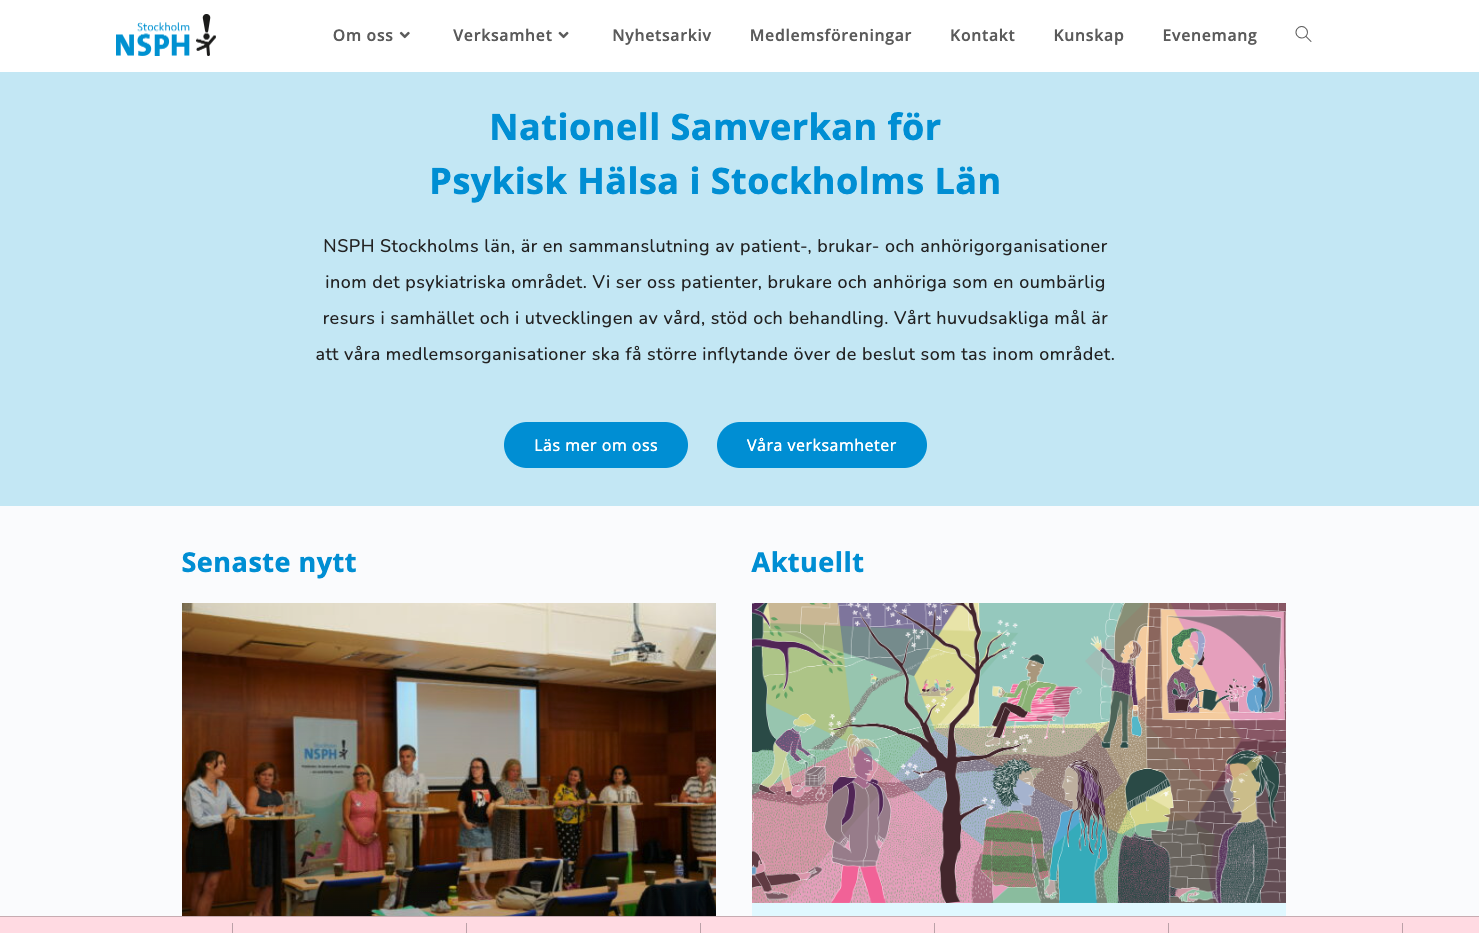 Stockholm
NSPH
Om oss
Verksamhet
Nyhetsarkiv
Medlemsföreningar
Kontakt
Kunskap
Evenemang
Nationell Samverkan för
Psykisk Hälsa i Stockholms Län
NSPH Stockholms län, är en sammanslutning av patient-, brukar- och anhörigorganisationer
inom det psykiatriska området. Vi ser oss patienter, brukare och anhöriga som en oumbärlig
resurs i samhället och i utvecklingen av vård, stöd och behandling. Vårt huvudsakliga mål är
att våra medlemsorganisationer ska få större inflytande över de beslut som tas inom området.
Läs mer om oss
Våra verksamheter
Senaste nytt
Aktuellt
Stockholm
NSPH